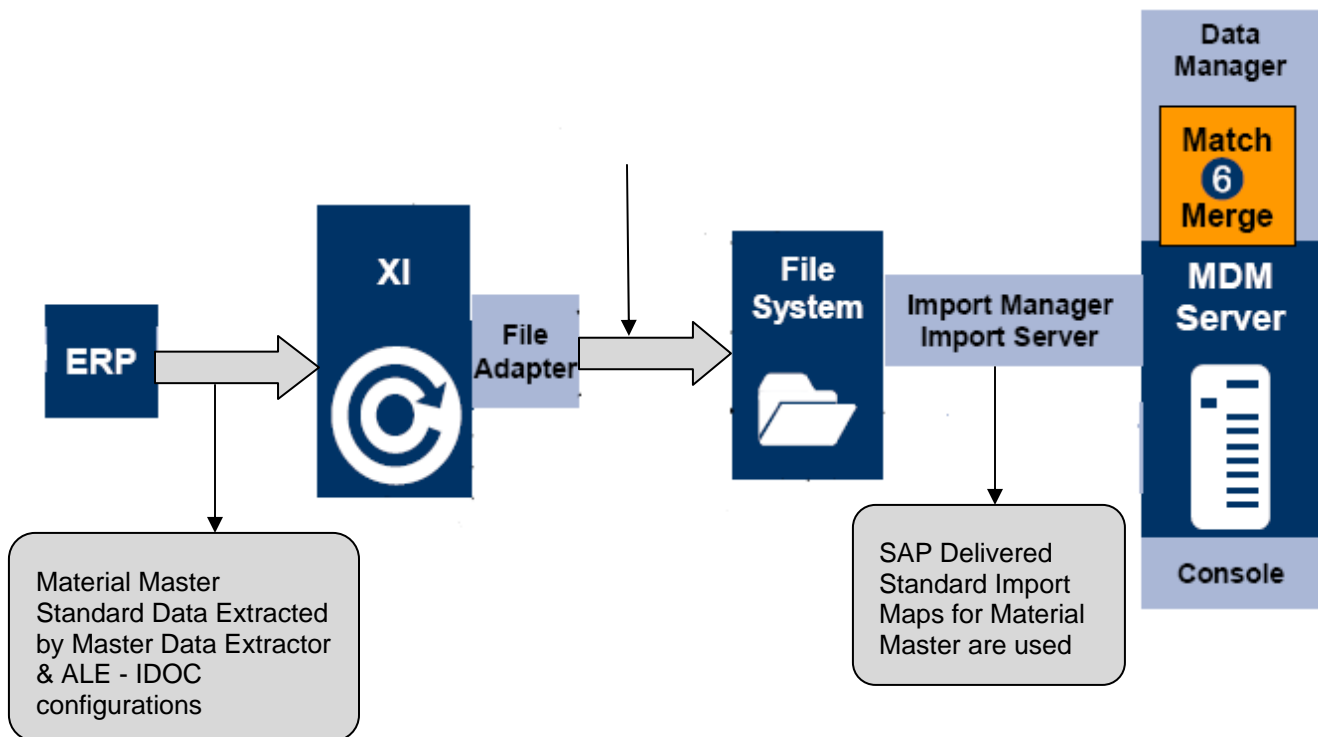 Data
Manager
Match
6
Merge
XI
File
System
MDM
Server
ERP
File
Adapter
Import Manager
Import Server
Console
Material Master
Standard Data Extracted
by Master Data Extractor
& ALE - IDOC
configurations
SAP Delivered
Standard Import
Maps for Material
Master are used